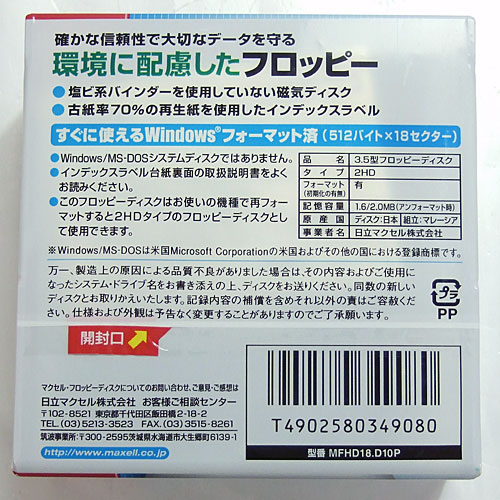 確かな信頼性で大切なデータを守る
環境に配慮したフロッピー
●塩ビ系バインダーを使用していない磁気ディスク
●古紙率70%の再生紙を使用したインデックスラベル
すぐに使えるWindows®フォーマット済(512バイト×18セクター)
●Windows/MS-DOSシステムディスクではありません。
●インデックスラベル台紙裏面の取扱説明書をよく
お読みください。
●このフロッピーディスクはお使いの機種で再フォー
マットすると2HDタイプのフロッピーディスクとし
て使用できます。
品名 3.5型フロッピーディスク
タイプ 2HD
フォーマット(初期化の有無) 有
記憶容量 1.6/2.0MB(アンフォーマット時)
原産国 ディスク:日本 組立:マレーシア
事業者名 日立マクセル株式会社
※Windows/MS-DOSは米国Microsoft Corporationの米国およびその他の国における登録商標です。
万一、製造上の原因による品質不良がありました場合は、その内容およびご使用に
なったシステム・ドライブ名をお書き添えの上、ディスクをお送りください。同数の新しい
ディスクとお取りかえいたします。記録内容の補償を含めそれ以外の責はご容赦くだ
さい。仕様および外観は予告なく変更することがありますのでご了承願います。
プラ
PP
開封口
マクセル・フロッピーディスクについてのお問い合わせ、ご意見・ご感想は
日立マクセル株式会社 お客様ご相談センター
〒102-8521 東京都千代田区飯田橋2-18-2
TEL.(03)5213-3523 FAX.(03)3515-8261
筑波事業所:〒300-2595茨城県水海道市大生郷町6139-1
http://www.maxell.co.jp
T4902580349080
型番 MFHD18.D10P